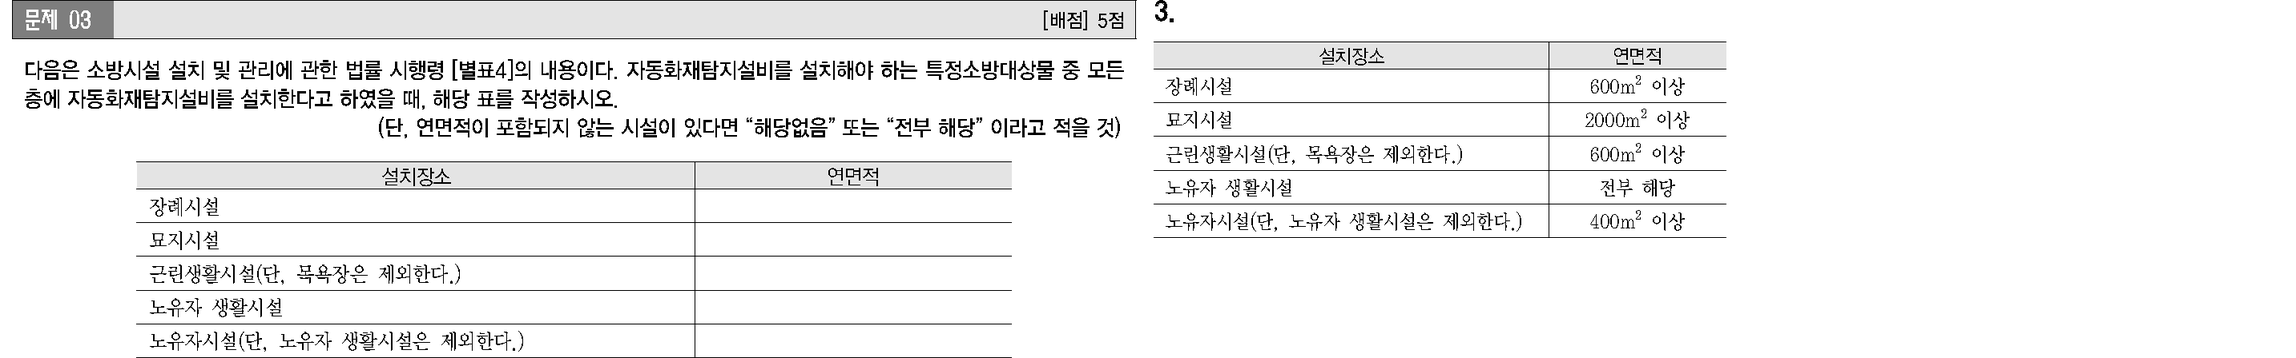 문제 03
[배점] 5점
다음은 소방시설 설치 및 관리에 관한 법률 시행령 [별표4]의 내용이다. 자동화재탐지설비를 설치해야 하는 특정소방대상물 중 모든
층에 자동화재탐지설비를 설치한다고 하였을 때, 해당 표를 작성하시오.
(단, 연면적이 포함되지 않는 시설이 있다면 “해당없음” 또는 “전부 해당” 이라고 적을 것)
설치장소 연면적
장례시설
묘지시설
근린생활시설(단, 목욕장은 제외한다.)
노유자 생활시설
노유자시설(단, 노유자 생활시설은 제외한다.)
3.
설치장소 연면적
장례시설 600m² 이상
묘지시설 2000m² 이상
근린생활시설(단, 목욕장은 제외한다.) 600m² 이상
노유자 생활시설 전부 해당
노유자시설(단, 노유자 생활시설은 제외한다.) 400m² 이상